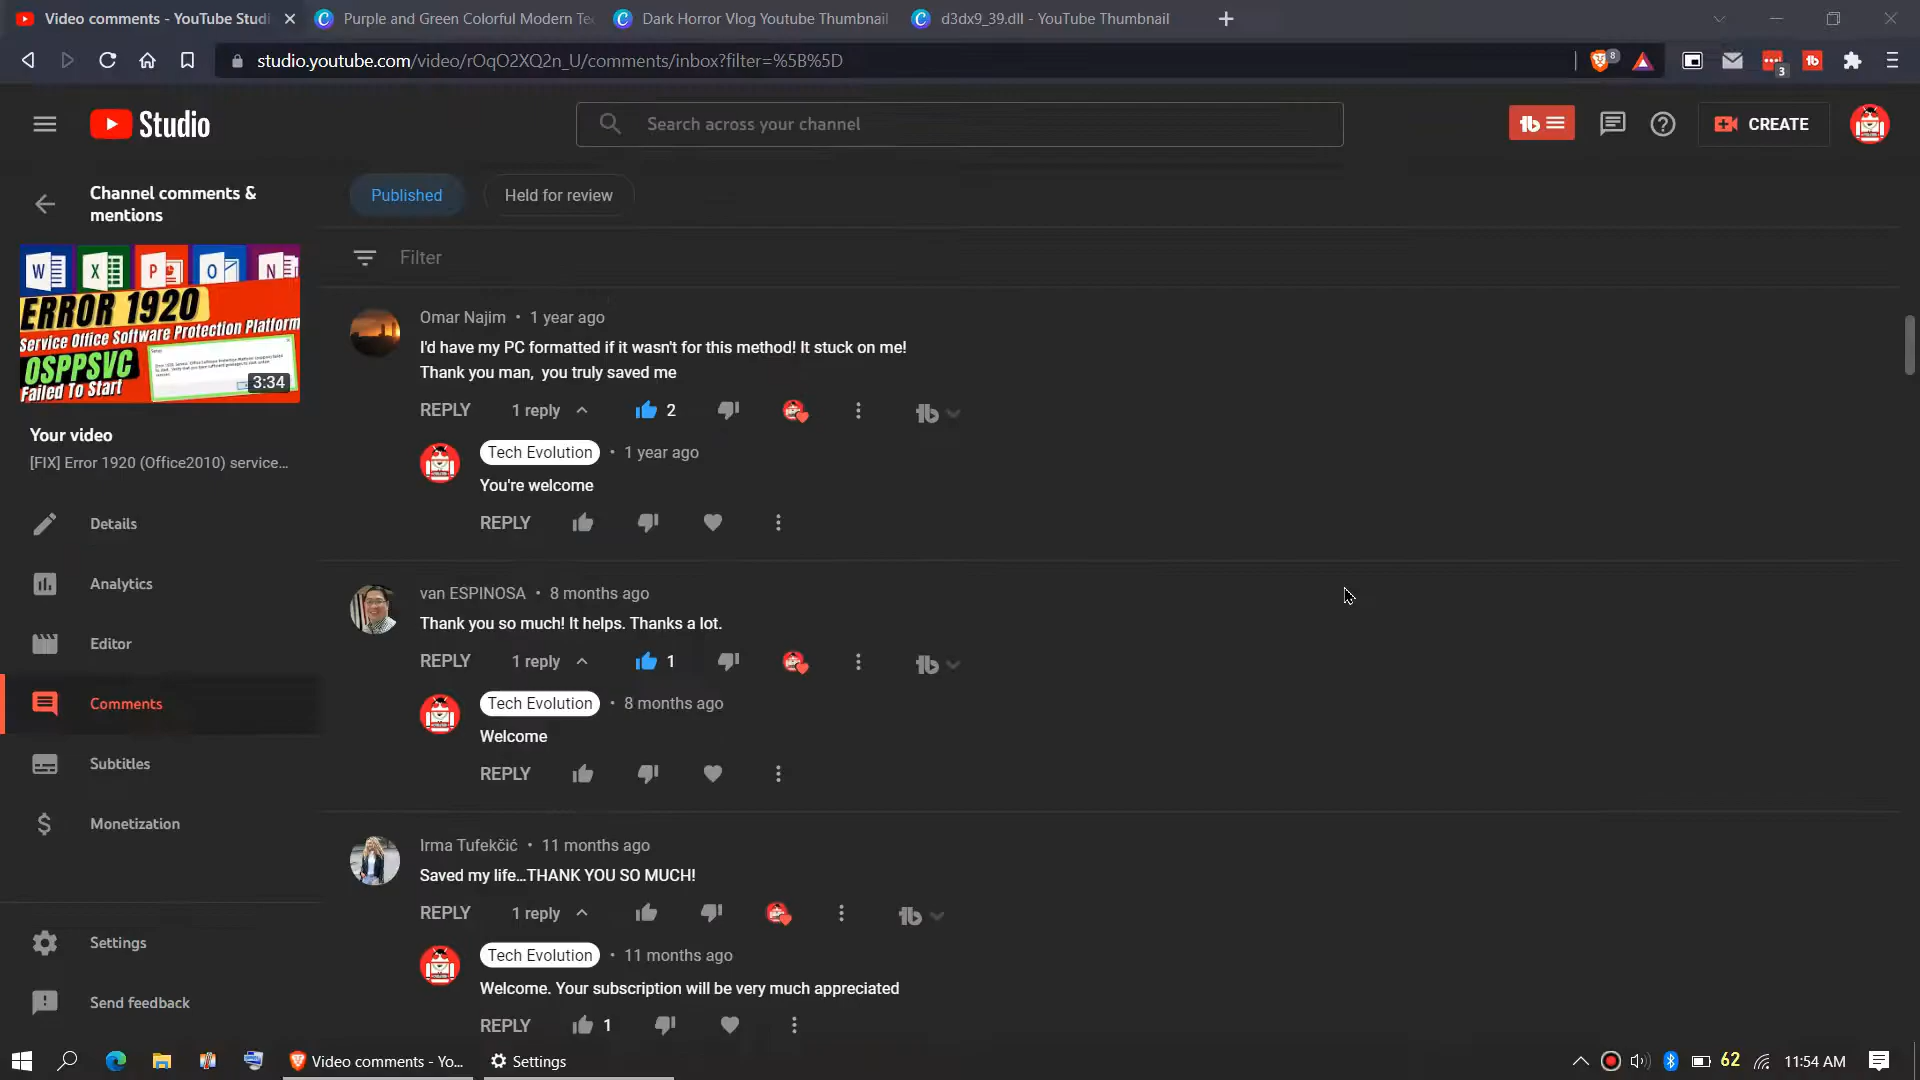 Video comments - YouTube Studi
Purple and Green Colorful Modern Te
Dark Horror Vlog Youtube Thumbnail
d3dx9_39.dll - YouTube Thumbnail
studio.youtube.com/video/rOqO2XQ2n_U/comments/inbox?filter=%5B%5D
8
3
Studio
Search across your channel
CREATE
Channel comments &
mentions
Published
Held for review
Filter
ERROR 1920
Service Office Software Protection Platform
OSPPSVC
Failed To Start
3:34
Your video
[FIX] Error 1920 (Office2010) service...
Details
Analytics
Editor
Comments
Subtitles
Monetization
Settings
Send feedback
Omar Najim • 1 year ago
I'd have my PC formatted if it wasn't for this method! It stuck on me!
Thank you man, you truly saved me
REPLY 1 reply 2
Tech Evolution • 1 year ago
You're welcome
REPLY
van ESPINOSA • 8 months ago
Thank you so much! It helps. Thanks a lot.
REPLY 1 reply 1
Tech Evolution • 8 months ago
Welcome
REPLY
Irma Tufekčić • 11 months ago
Saved my life...THANK YOU SO MUCH!
REPLY 1 reply
Tech Evolution • 11 months ago
Welcome. Your subscription will be very much appreciated
REPLY 1
Video comments - Yo...
Settings
62
11:54 AM